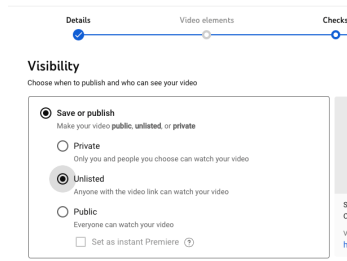 Details Video elements Checks
Visibility
Choose when to publish and who can see your video
Save or publish
Make your video public, unlisted, or private
Private
Only you and people you choose can watch your video
Unlisted
Anyone with the video link can watch your video
Public
Everyone can watch your video
Set as instant Premiere ?